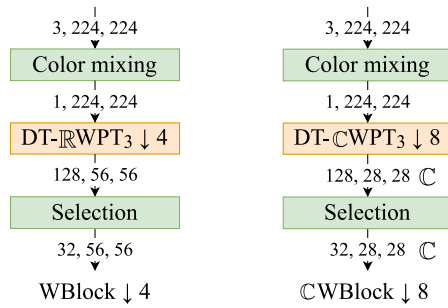 3, 224, 224
Color mixing
1, 224, 224
DT-ℝWPT₃ ↓ 4
128, 56, 56
Selection
32, 56, 56
WBlock ↓ 4
3, 224, 224
Color mixing
1, 224, 224
DT-ℂWPT₃ ↓ 8
128, 28, 28 ℂ
Selection
32, 28, 28 ℂ
ℂWBlock ↓ 8